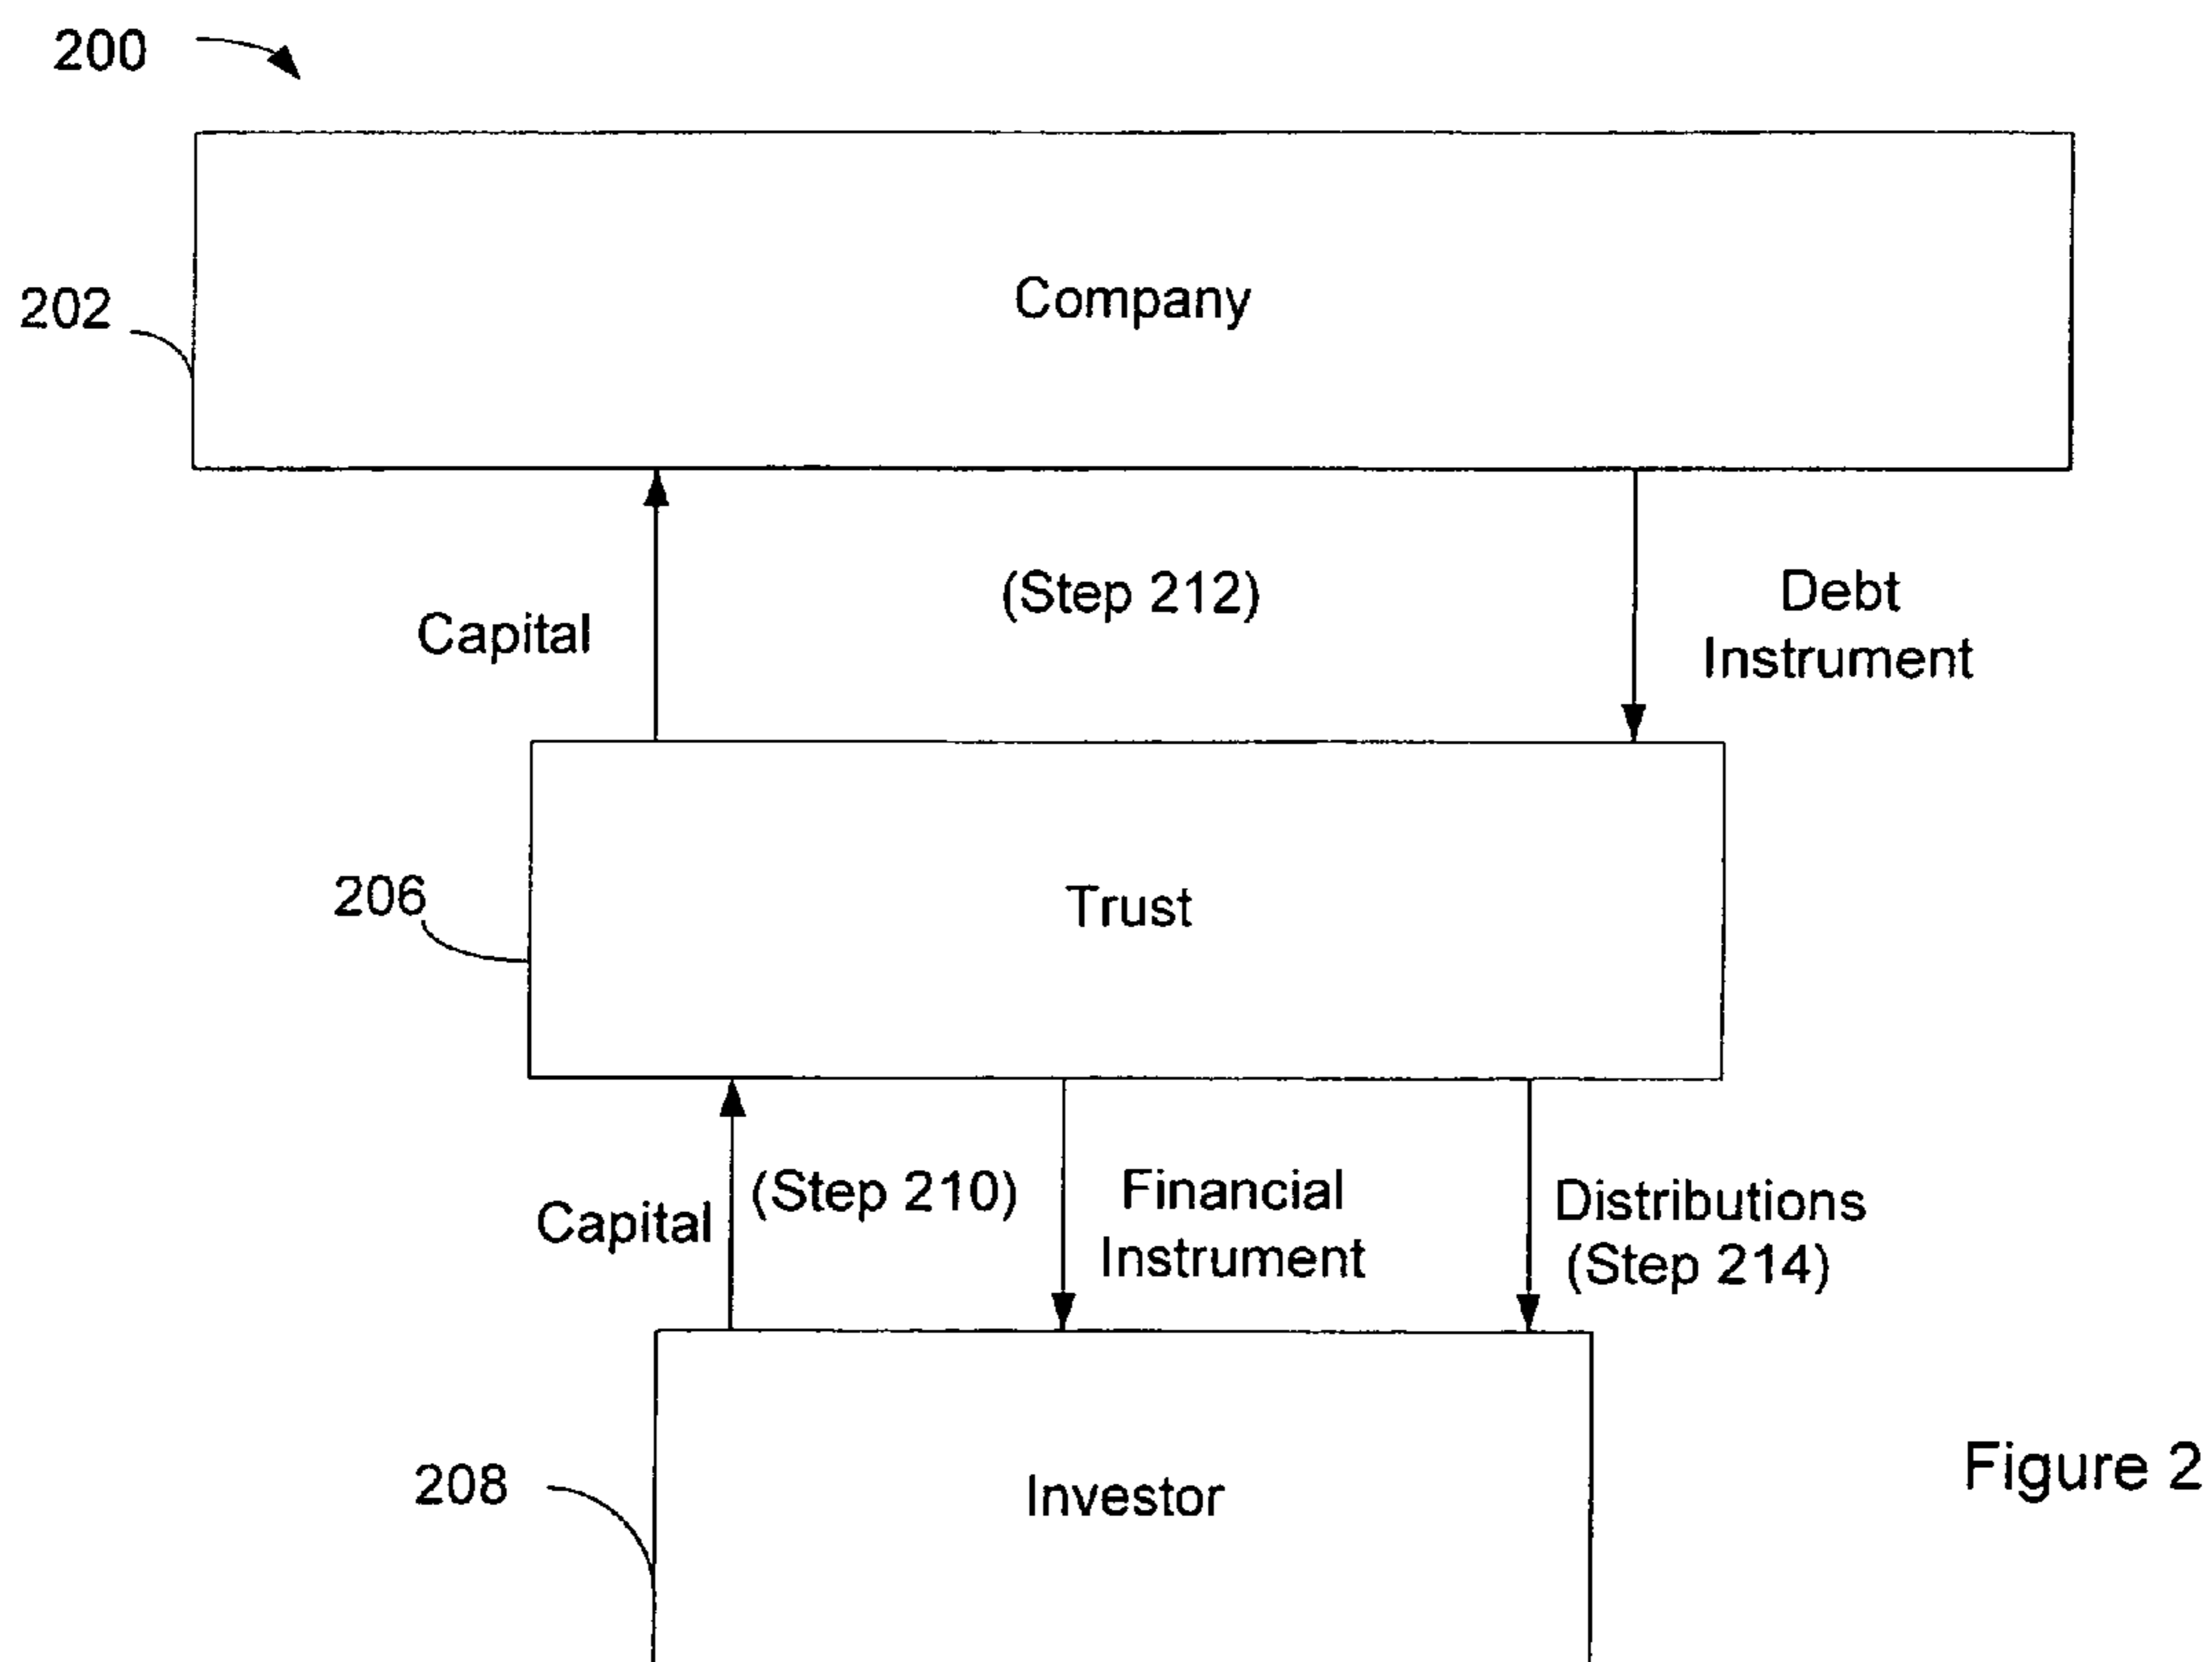 200
Company
202
(Step 212)
Capital
Debt
Instrument
206
Trust
Capital
(Step 210)
Financial
Instrument
Distributions
(Step 214)
208
Investor
Figure 2